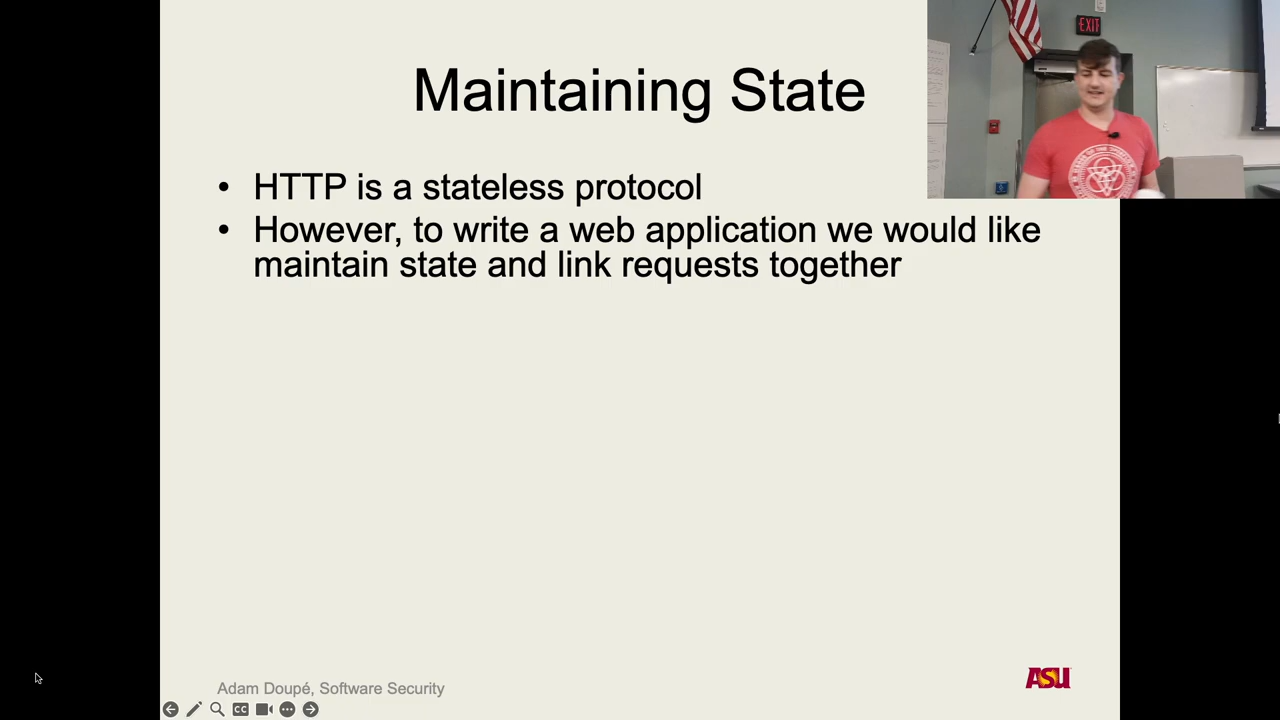 Maintaining State
EXIT
• HTTP is a stateless protocol
• However, to write a web application we would like
maintain state and link requests together
Adam Doupé, Software Security
ASU
CC